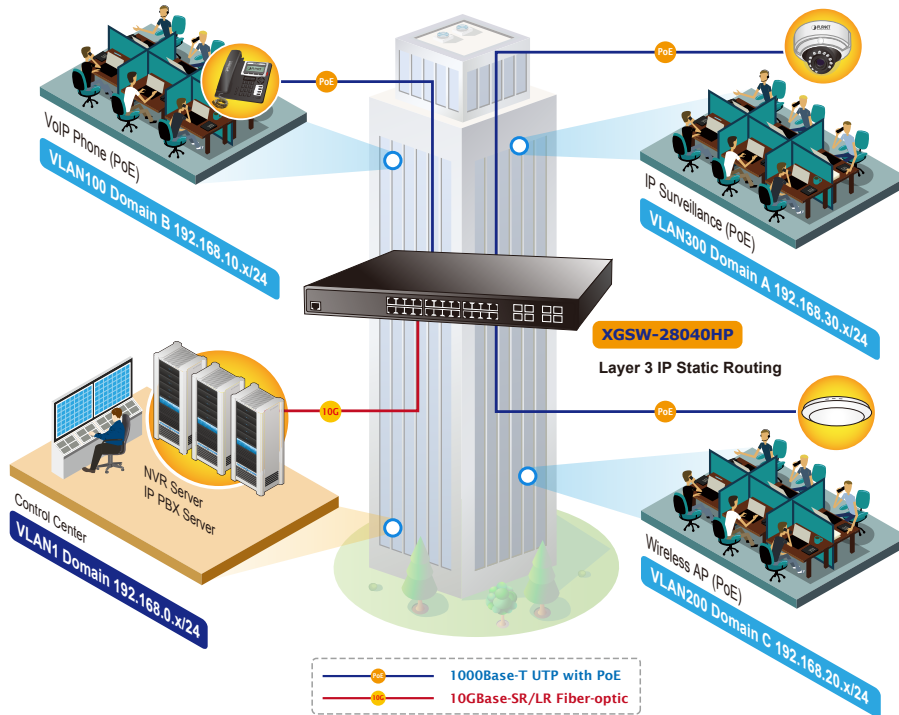 PoE
PoE
PLANET
VoIP Phone (PoE)
VLAN100 Domain B 192.168.10.x/24
IP Surveillance (PoE)
VLAN300 Domain A 192.168.30.x/24
XGSW-28040HP
Layer 3 IP Static Routing
10G
PoE
NVR Server
IP PBX Server
Control Center
VLAN1 Domain 192.168.0.x/24
Wireless AP (PoE)
VLAN200 Domain C 192.168.20.x/24
PoE 1000Base-T UTP with PoE
10G 10GBase-SR/LR Fiber-optic